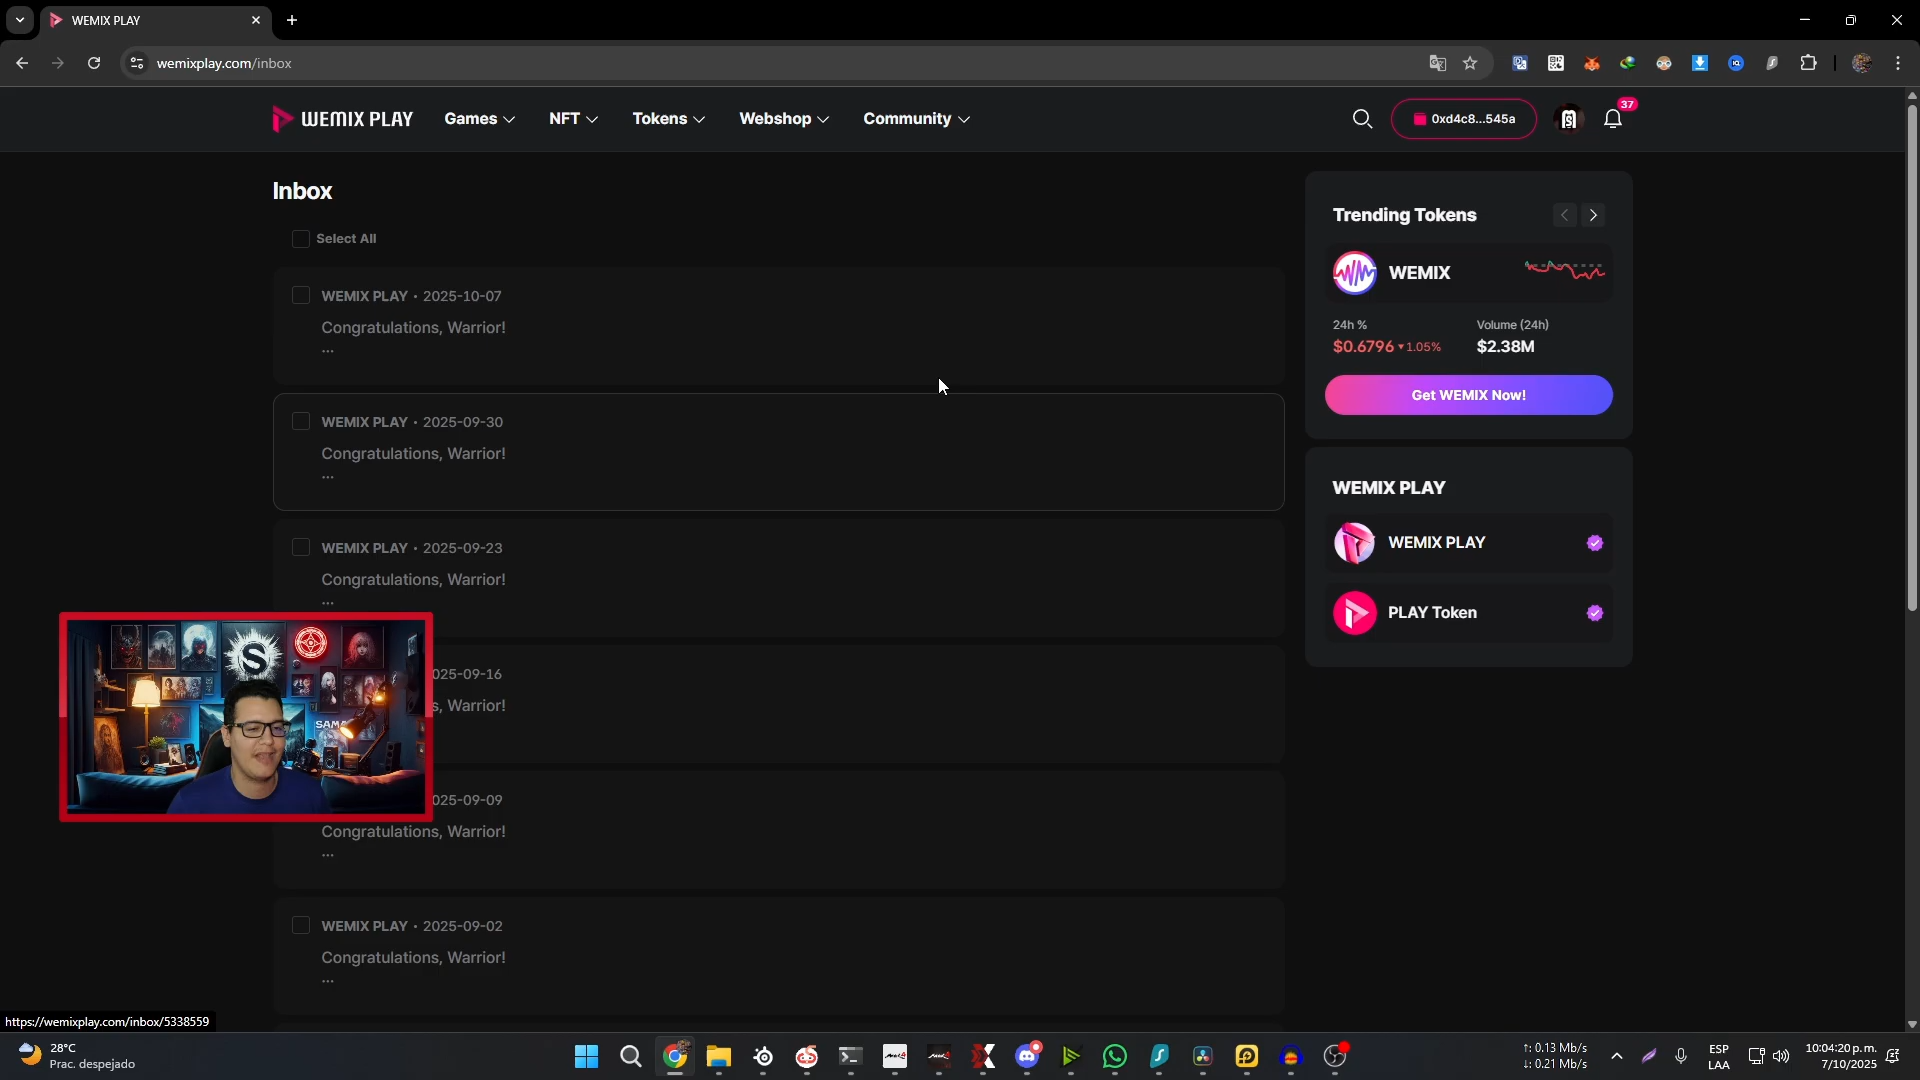 WEMIX PLAY
wemixplay.com/inbox
WEMIX PLAY
Games
NFT
Tokens
Webshop
Community
0xd4c8...545a
37
Inbox
Select All
WEMIX PLAY • 2025-10-07
Congratulations, Warrior!
...
WEMIX PLAY • 2025-09-30
Congratulations, Warrior!
...
WEMIX PLAY • 2025-09-23
Congratulations, Warrior!
...
25-09-16
s, Warrior!
25-09-09
Congratulations, Warrior!
...
WEMIX PLAY • 2025-09-02
Congratulations, Warrior!
...
Trending Tokens
WEMIX
24h %
Volume (24h)
$0.6796 ▾1.05%
$2.38M
Get WEMIX Now!
WEMIX PLAY
WEMIX PLAY
PLAY Token
S
SAMA
https://wemixplay.com/inbox/5338559
28°C
Prac. despejado
↑: 0.13 Mb/s
↓: 0.21 Mb/s
ESP
LAA
10:04:20 p. m.
7/10/2025